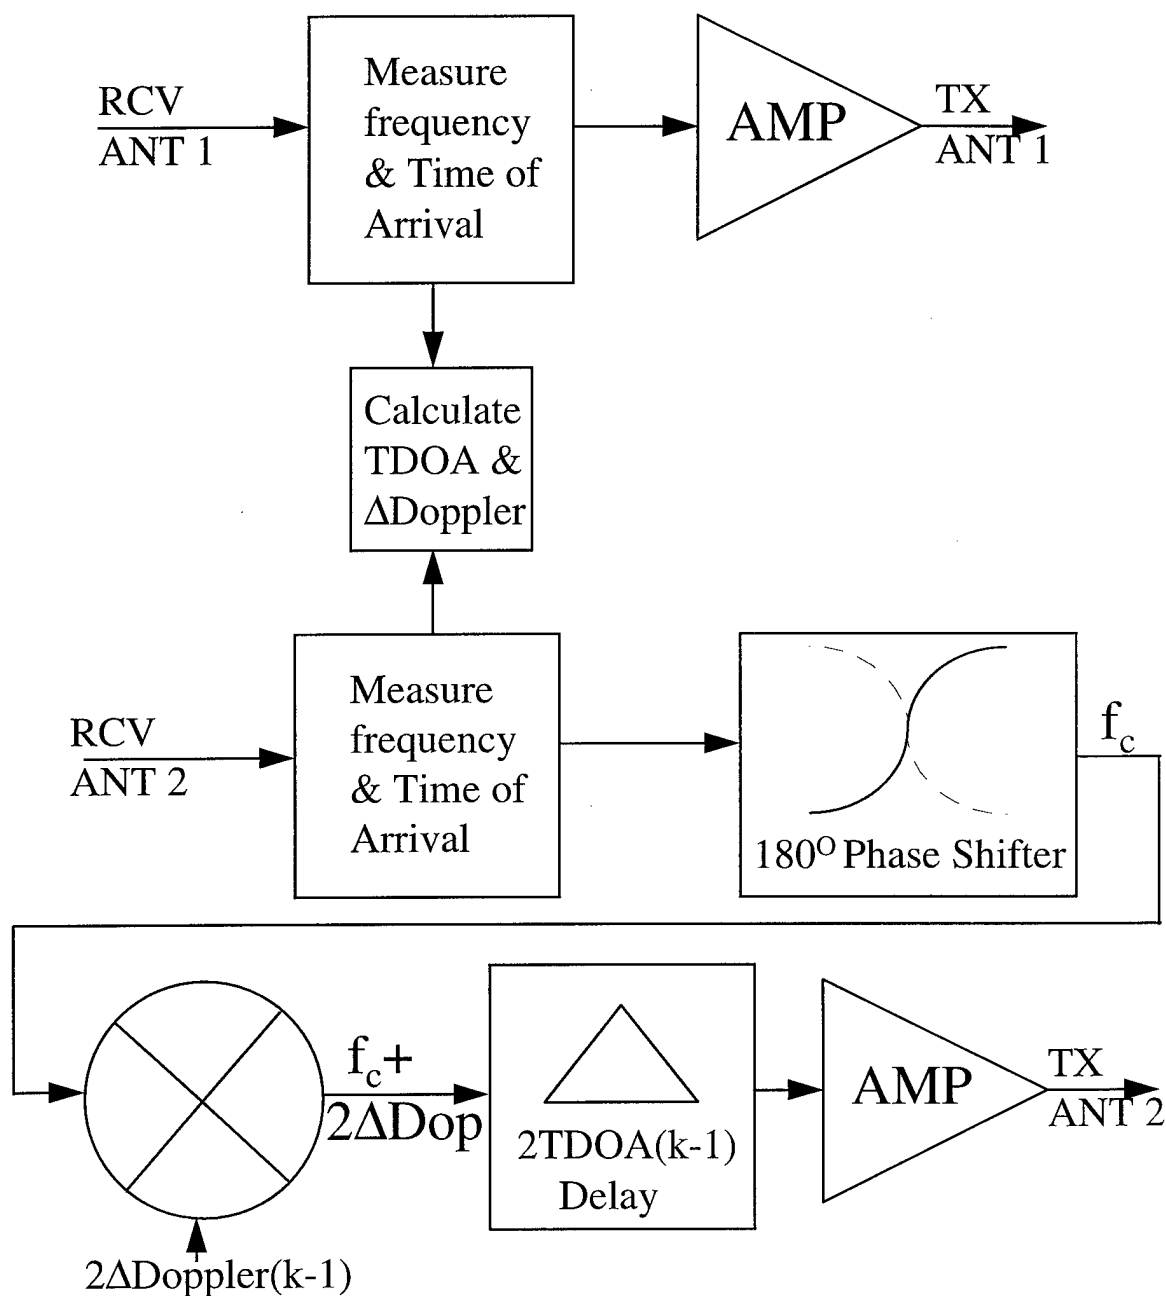 RCV
ANT 1
Measure
frequency
& Time of
Arrival
AMP
TX
ANT 1
Calculate
TDOA &
ΔDoppler
RCV
ANT 2
Measure
frequency
& Time of
Arrival
180° Phase Shifter
f_c
f_c+
2ΔDop
2ΔDoppler(k-1)
2TDOA(k-1)
Delay
AMP
TX
ANT 2